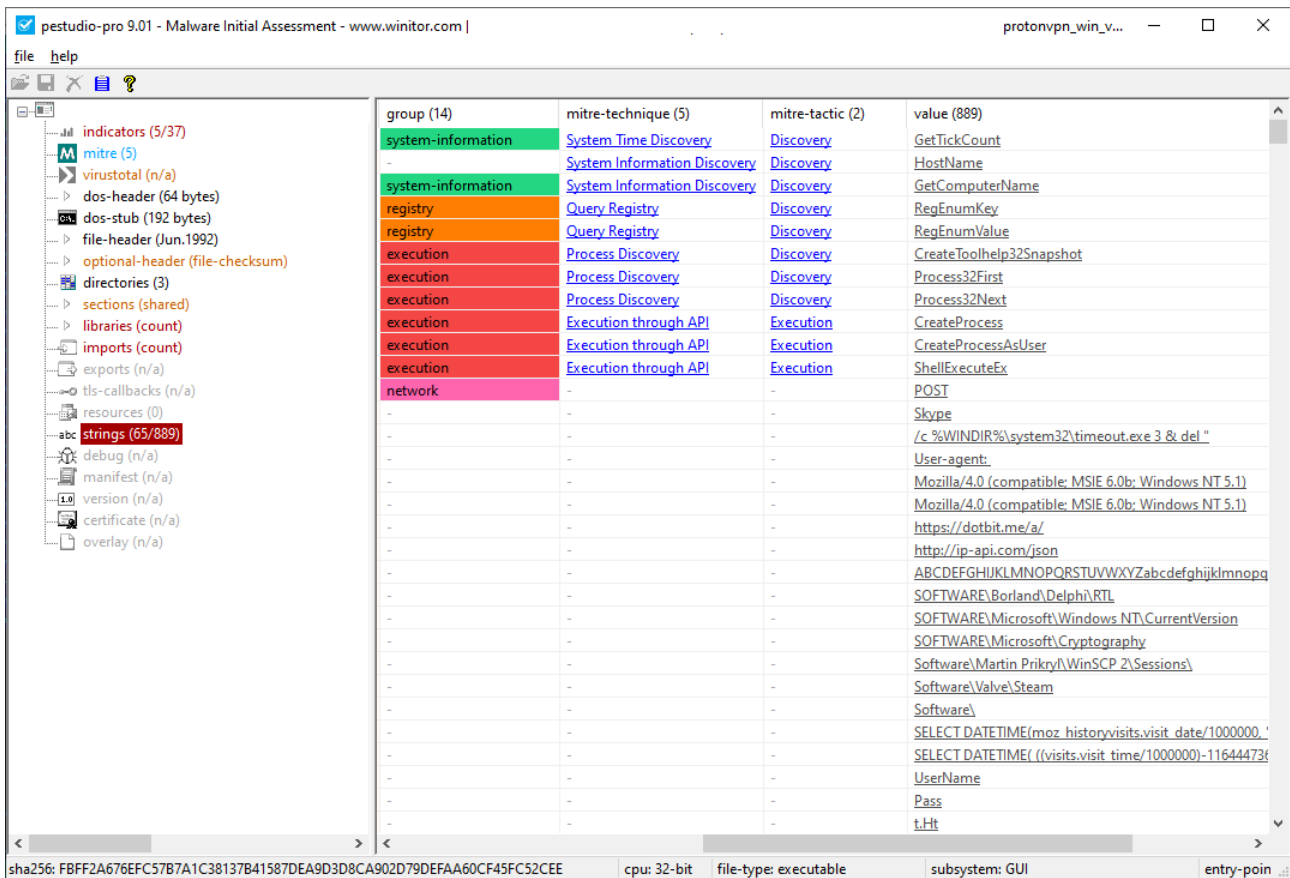 pestudio-pro 9.01 - Malware Initial Assessment - www.winitor.com | protonvpn_win_v...
file help
indicators (5/37)
mitre (5)
virustotal (n/a)
dos-header (64 bytes)
dos-stub (192 bytes)
file-header (Jun.1992)
optional-header (file-checksum)
directories (3)
sections (shared)
libraries (count)
imports (count)
exports (n/a)
tls-callbacks (n/a)
resources (0)
abc strings (65/889)
debug (n/a)
manifest (n/a)
1.0 version (n/a)
certificate (n/a)
overlay (n/a)
group (14) mitre-technique (5) mitre-tactic (2) value (889)
system-information System Time Discovery Discovery GetTickCount
- System Information Discovery Discovery HostName
system-information System Information Discovery Discovery GetComputerName
registry Query Registry Discovery RegEnumKey
registry Query Registry Discovery RegEnumValue
execution Process Discovery Discovery CreateToolhelp32Snapshot
execution Process Discovery Discovery Process32First
execution Process Discovery Discovery Process32Next
execution Execution through API Execution CreateProcess
execution Execution through API Execution CreateProcessAsUser
execution Execution through API Execution ShellExecuteEx
network - - POST
- - - Skype
- - - /c %WINDIR%\system32\timeout.exe 3 & del "
- - - User-agent:
- - - Mozilla/4.0 (compatible; MSIE 6.0b; Windows NT 5.1)
- - - Mozilla/4.0 (compatible; MSIE 6.0b; Windows NT 5.1)
- - - https://dotbit.me/a/
- - - http://ip-api.com/json
- - - ABCDEFGHIJKLMNOPQRSTUVWXYZabcdefghijklmnopq
- - - SOFTWARE\Borland\Delphi\RTL
- - - SOFTWARE\Microsoft\Windows NT\CurrentVersion
- - - SOFTWARE\Microsoft\Cryptography
- - - Software\Martin Prikryl\WinSCP 2\Sessions\
- - - Software\Valve\Steam
- - - Software\
- - - SELECT DATETIME(moz_historyvisits.visit_date/1000000, '
- - - SELECT DATETIME( ((visits.visit_time/1000000)-116444736
- - - UserName
- - - Pass
- - - t.Ht
sha256: FBFF2A676EFC57B7A1C38137B41587DEA9D3D8CA902D79DEFAA60CF45FC52CEE cpu: 32-bit file-type: executable subsystem: GUI entry-poin